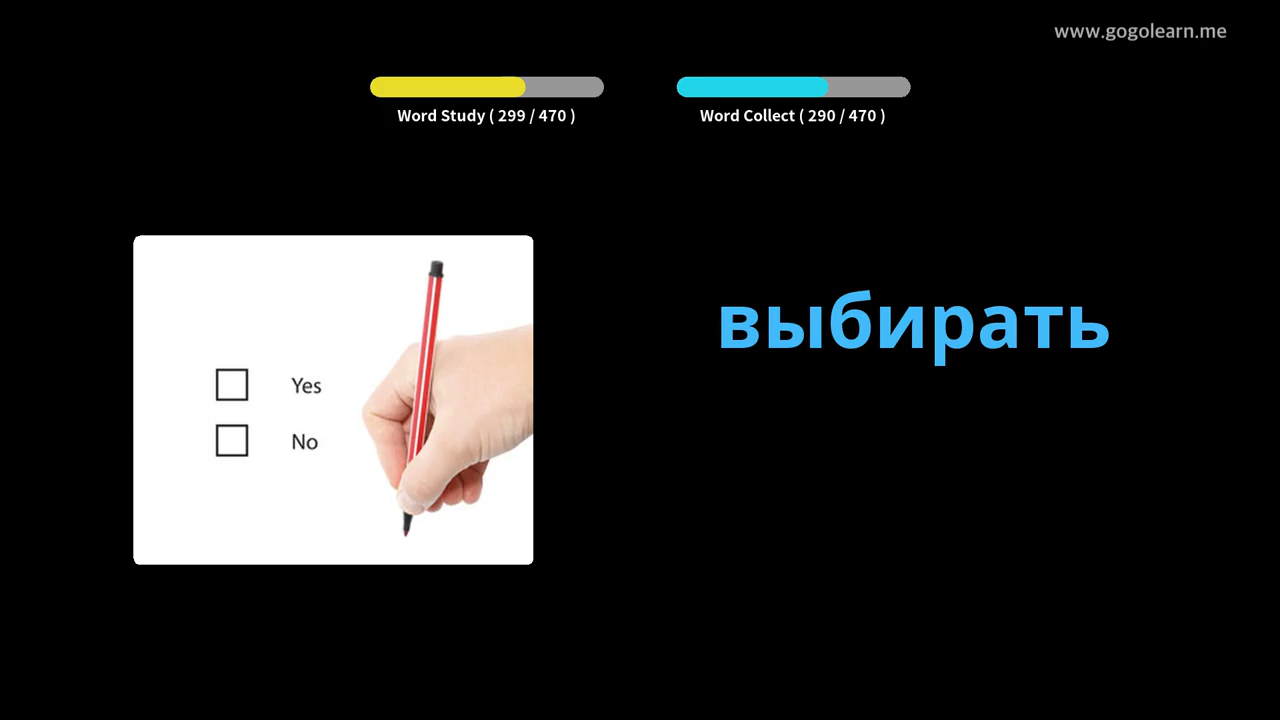 www.gogolearn.me
Word Study ( 299 / 470 )
Word Collect ( 290 / 470 )
выбирать
Yes
No